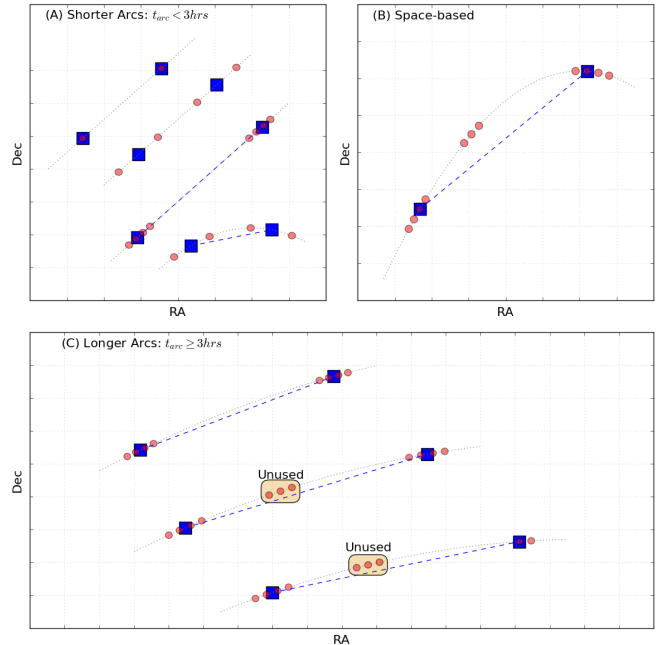 (A) Shorter Arcs: t_arc < 3hrs
Dec
RA
(B) Space-based
Dec
RA
(C) Longer Arcs: t_arc ≥ 3hrs
Dec
Unused
Unused
RA